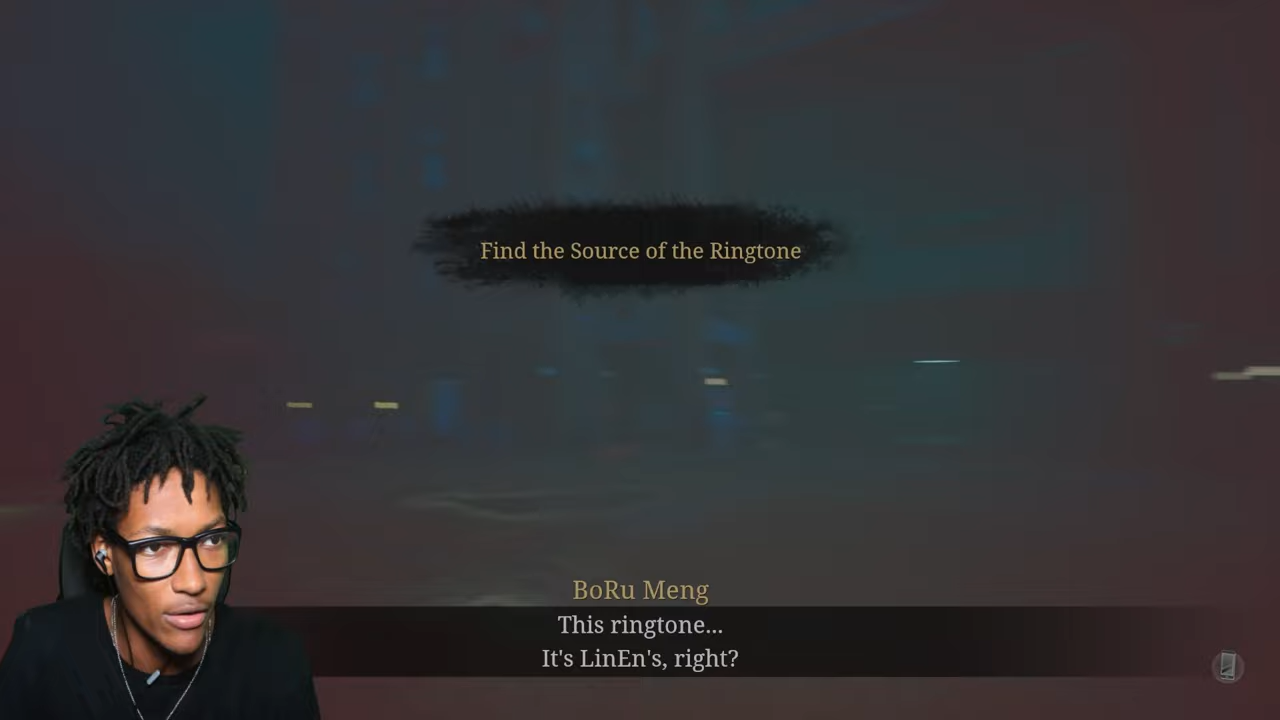 Find the Source of the Ringtone
BoRu Meng
This ringtone...
It's LinEn's, right?